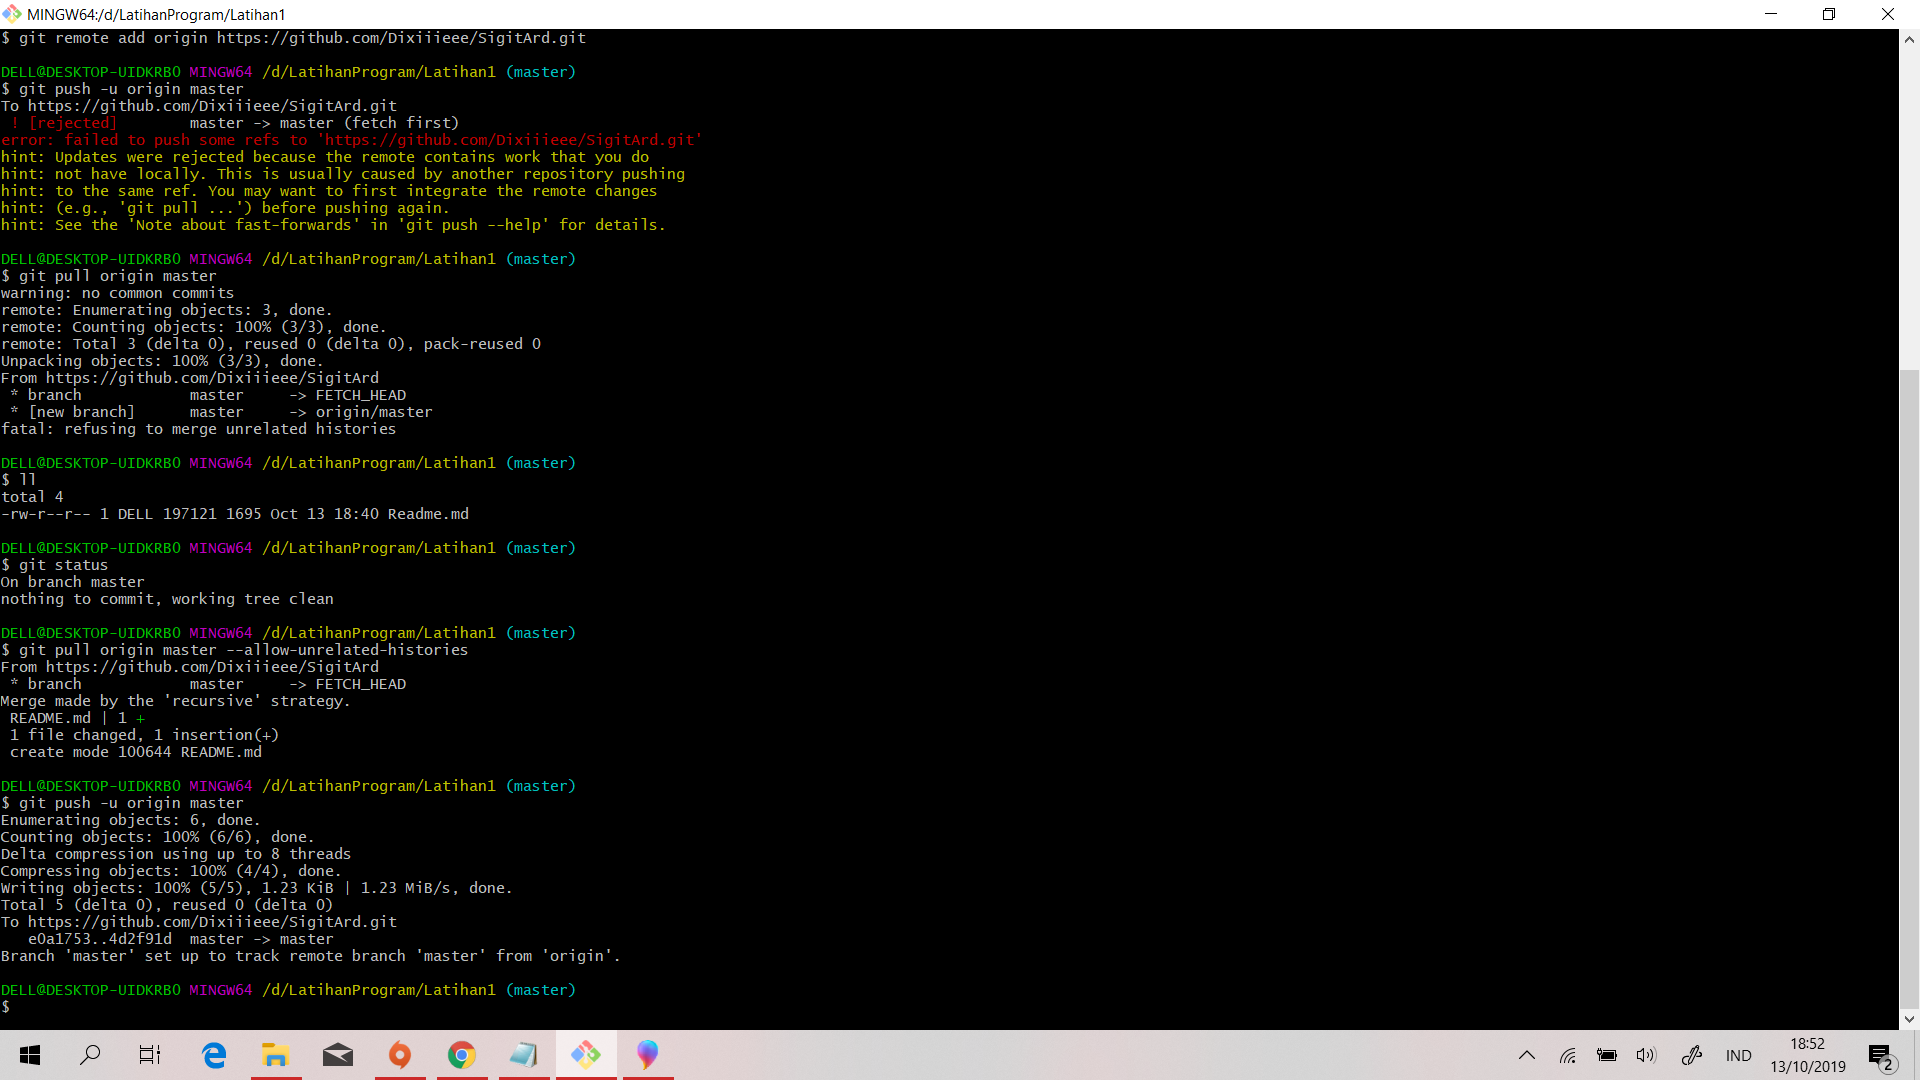 MINGW64:/d/LatihanProgram/Latihan1
$ git remote add origin https://github.com/Dixiiieee/SigitArd.git
DELL@DESKTOP-UIDKRBO MINGW64 /d/LatihanProgram/Latihan1 (master)
$ git push -u origin master
To https://github.com/Dixiiieee/SigitArd.git
 ! [rejected]        master -> master (fetch first)
error: failed to push some refs to 'https://github.com/Dixiiieee/SigitArd.git'
hint: Updates were rejected because the remote contains work that you do
hint: not have locally. This is usually caused by another repository pushing
hint: to the same ref. You may want to first integrate the remote changes
hint: (e.g., 'git pull ...') before pushing again.
hint: See the 'Note about fast-forwards' in 'git push --help' for details.
DELL@DESKTOP-UIDKRBO MINGW64 /d/LatihanProgram/Latihan1 (master)
$ git pull origin master
warning: no common commits
remote: Enumerating objects: 3, done.
remote: Counting objects: 100% (3/3), done.
remote: Total 3 (delta 0), reused 0 (delta 0), pack-reused 0
Unpacking objects: 100% (3/3), done.
From https://github.com/Dixiiieee/SigitArd
 * branch            master     -> FETCH_HEAD
 * [new branch]      master     -> origin/master
fatal: refusing to merge unrelated histories
DELL@DESKTOP-UIDKRBO MINGW64 /d/LatihanProgram/Latihan1 (master)
$ ll
total 4
-rw-r--r-- 1 DELL 197121 1695 Oct 13 18:40 Readme.md
DELL@DESKTOP-UIDKRBO MINGW64 /d/LatihanProgram/Latihan1 (master)
$ git status
On branch master
nothing to commit, working tree clean
DELL@DESKTOP-UIDKRBO MINGW64 /d/LatihanProgram/Latihan1 (master)
$ git pull origin master --allow-unrelated-histories
From https://github.com/Dixiiieee/SigitArd
 * branch            master     -> FETCH_HEAD
Merge made by the 'recursive' strategy.
 README.md | 1 +
 1 file changed, 1 insertion(+)
 create mode 100644 README.md
DELL@DESKTOP-UIDKRBO MINGW64 /d/LatihanProgram/Latihan1 (master)
$ git push -u origin master
Enumerating objects: 6, done.
Counting objects: 100% (6/6), done.
Delta compression using up to 8 threads
Compressing objects: 100% (4/4), done.
Writing objects: 100% (5/5), 1.23 KiB | 1.23 MiB/s, done.
Total 5 (delta 0), reused 0 (delta 0)
To https://github.com/Dixiiieee/SigitArd.git
   e0a1753..4d2f91d  master -> master
Branch 'master' set up to track remote branch 'master' from 'origin'.
DELL@DESKTOP-UIDKRBO MINGW64 /d/LatihanProgram/Latihan1 (master)
$
IND
18:52
13/10/2019
2